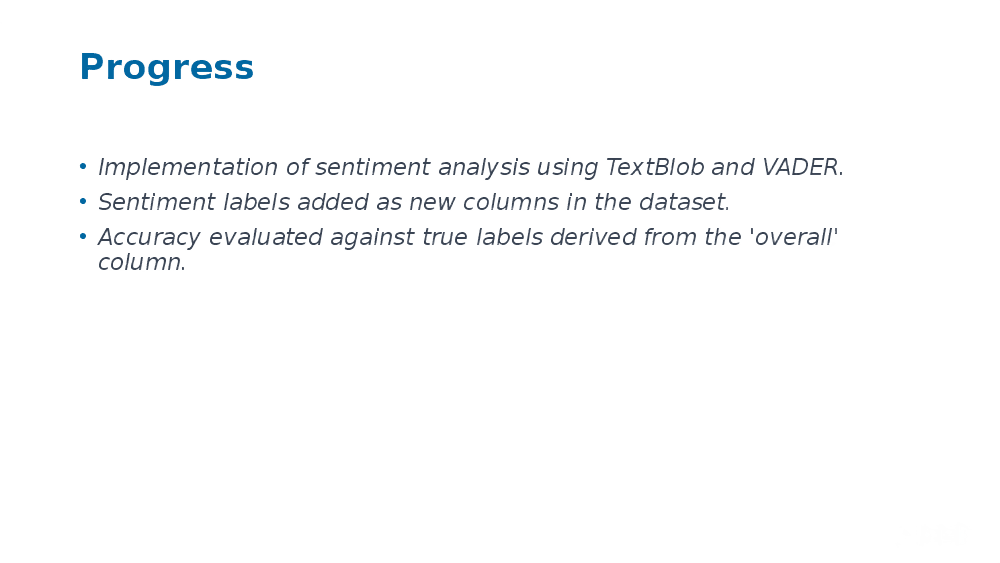 Progress
• Implementation of sentiment analysis using TextBlob and VADER.
• Sentiment labels added as new columns in the dataset.
• Accuracy evaluated against true labels derived from the 'overall'
column.